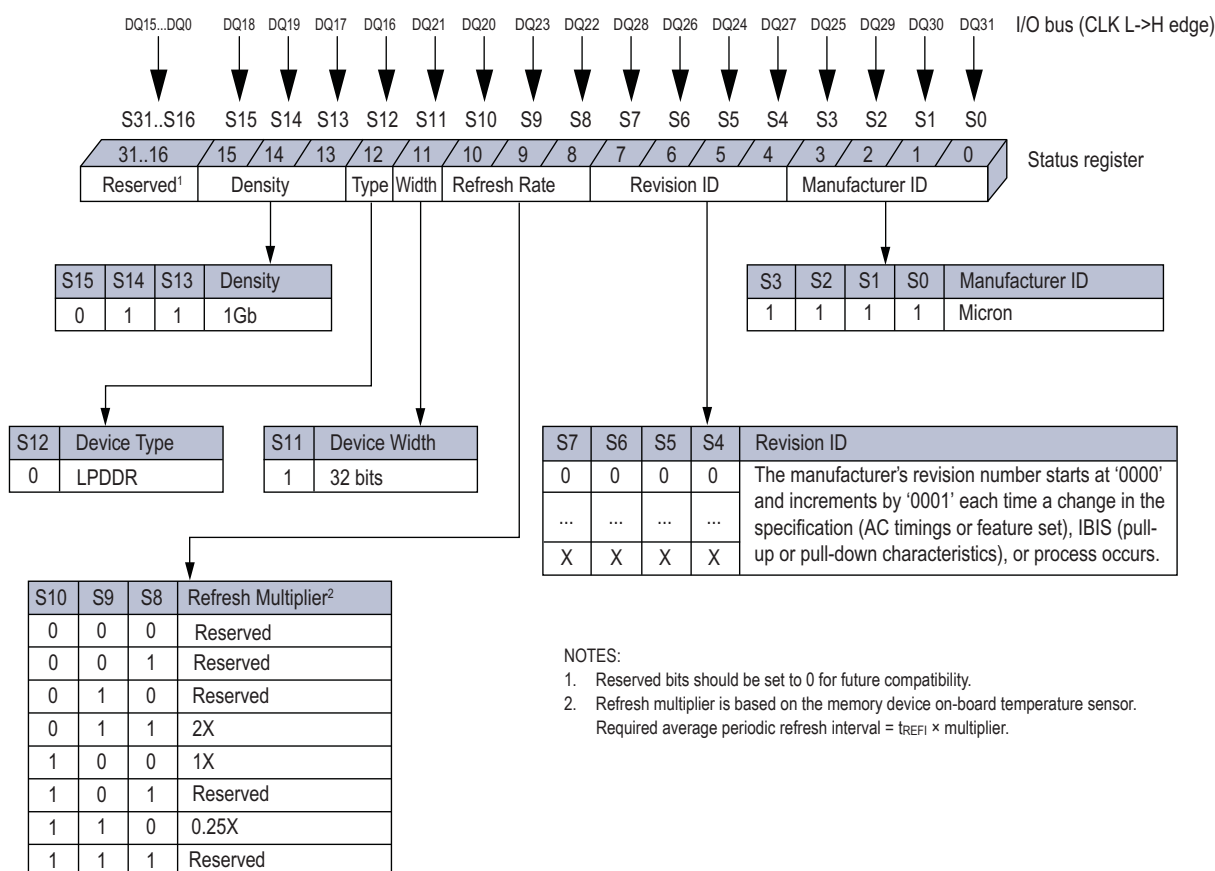 DQ15...DQ0 DQ18 DQ19 DQ17 DQ16 DQ21 DQ20 DQ23 DQ22 DQ28 DQ26 DQ24 DQ27 DQ25 DQ29 DQ30 DQ31 I/O bus (CLK L->H edge)
S31..S16 S15 S14 S13 S12 S11 S10 S9 S8 S7 S6 S5 S4 S3 S2 S1 S0
31..16 15 14 13 12 11 10 9 8 7 6 5 4 3 2 1 0 Status register
Reserved¹ Density Type Width Refresh Rate Revision ID Manufacturer ID
S15 S14 S13 Density
0 1 1 1Gb
S3 S2 S1 S0 Manufacturer ID
1 1 1 1 Micron
S12 Device Type
0 LPDDR
S11 Device Width
1 32 bits
S7 S6 S5 S4 Revision ID
0 0 0 0 The manufacturer's revision number starts at '0000'
and increments by '0001' each time a change in the
... ... ... ... specification (AC timings or feature set), IBIS (pull-
X X X X up or pull-down characteristics), or process occurs.
S10 S9 S8 Refresh Multiplier²
0 0 0 Reserved
0 0 1 Reserved
0 1 0 Reserved
0 1 1 2X
1 0 0 1X
1 0 1 Reserved
1 1 0 0.25X
1 1 1 Reserved
NOTES:
1. Reserved bits should be set to 0 for future compatibility.
2. Refresh multiplier is based on the memory device on-board temperature sensor.
Required average periodic refresh interval = tREFI × multiplier.